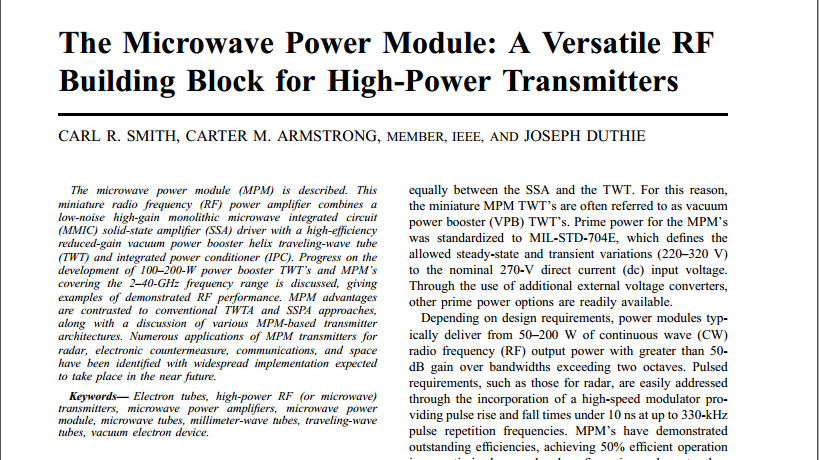 The Microwave Power Module: A Versatile RF
Building Block for High-Power Transmitters
CARL R. SMITH, CARTER M. ARMSTRONG, MEMBER, IEEE, AND JOSEPH DUTHIE
The microwave power module (MPM) is described. This
miniature radio frequency (RF) power amplifier combines a
low-noise high-gain monolithic microwave integrated circuit
(MMIC) solid-state amplifier (SSA) driver with a high-efficiency
reduced-gain vacuum power booster helix traveling-wave tube
(TWT) and integrated power conditioner (IPC). Progress on the
development of 100–200-W power booster TWT's and MPM's
covering the 2–40-GHz frequency range is discussed, giving
examples of demonstrated RF performance. MPM advantages
are contrasted to conventional TWTA and SSPA approaches,
along with a discussion of various MPM-based transmitter
architectures. Numerous applications of MPM transmitters for
radar, electronic countermeasure, communications, and space
have been identified with widespread implementation expected
to take place in the near future.
Keywords— Electron tubes, high-power RF (or microwave)
transmitters, microwave power amplifiers, microwave power
module, microwave tubes, millimeter-wave tubes, traveling-wave
tubes, vacuum electron device.
equally between the SSA and the TWT. For this reason,
the miniature MPM TWT's are often referred to as vacuum
power booster (VPB) TWT's. Prime power for the MPM's
was standardized to MIL-STD-704E, which defines the
allowed steady-state and transient variations (220–320 V)
to the nominal 270-V direct current (dc) input voltage.
Through the use of additional external voltage converters,
other prime power options are readily available.
Depending on design requirements, power modules typ-
ically deliver from 50–200 W of continuous wave (CW)
radio frequency (RF) output power with greater than 50-
dB gain over bandwidths exceeding two octaves. Pulsed
requirements, such as those for radar, are easily addressed
through the incorporation of a high-speed modulator pro-
viding pulse rise and fall times under 10 ns at up to 330-kHz
pulse repetition frequencies. MPM's have demonstrated
outstanding efficiencies, achieving 50% efficient operation